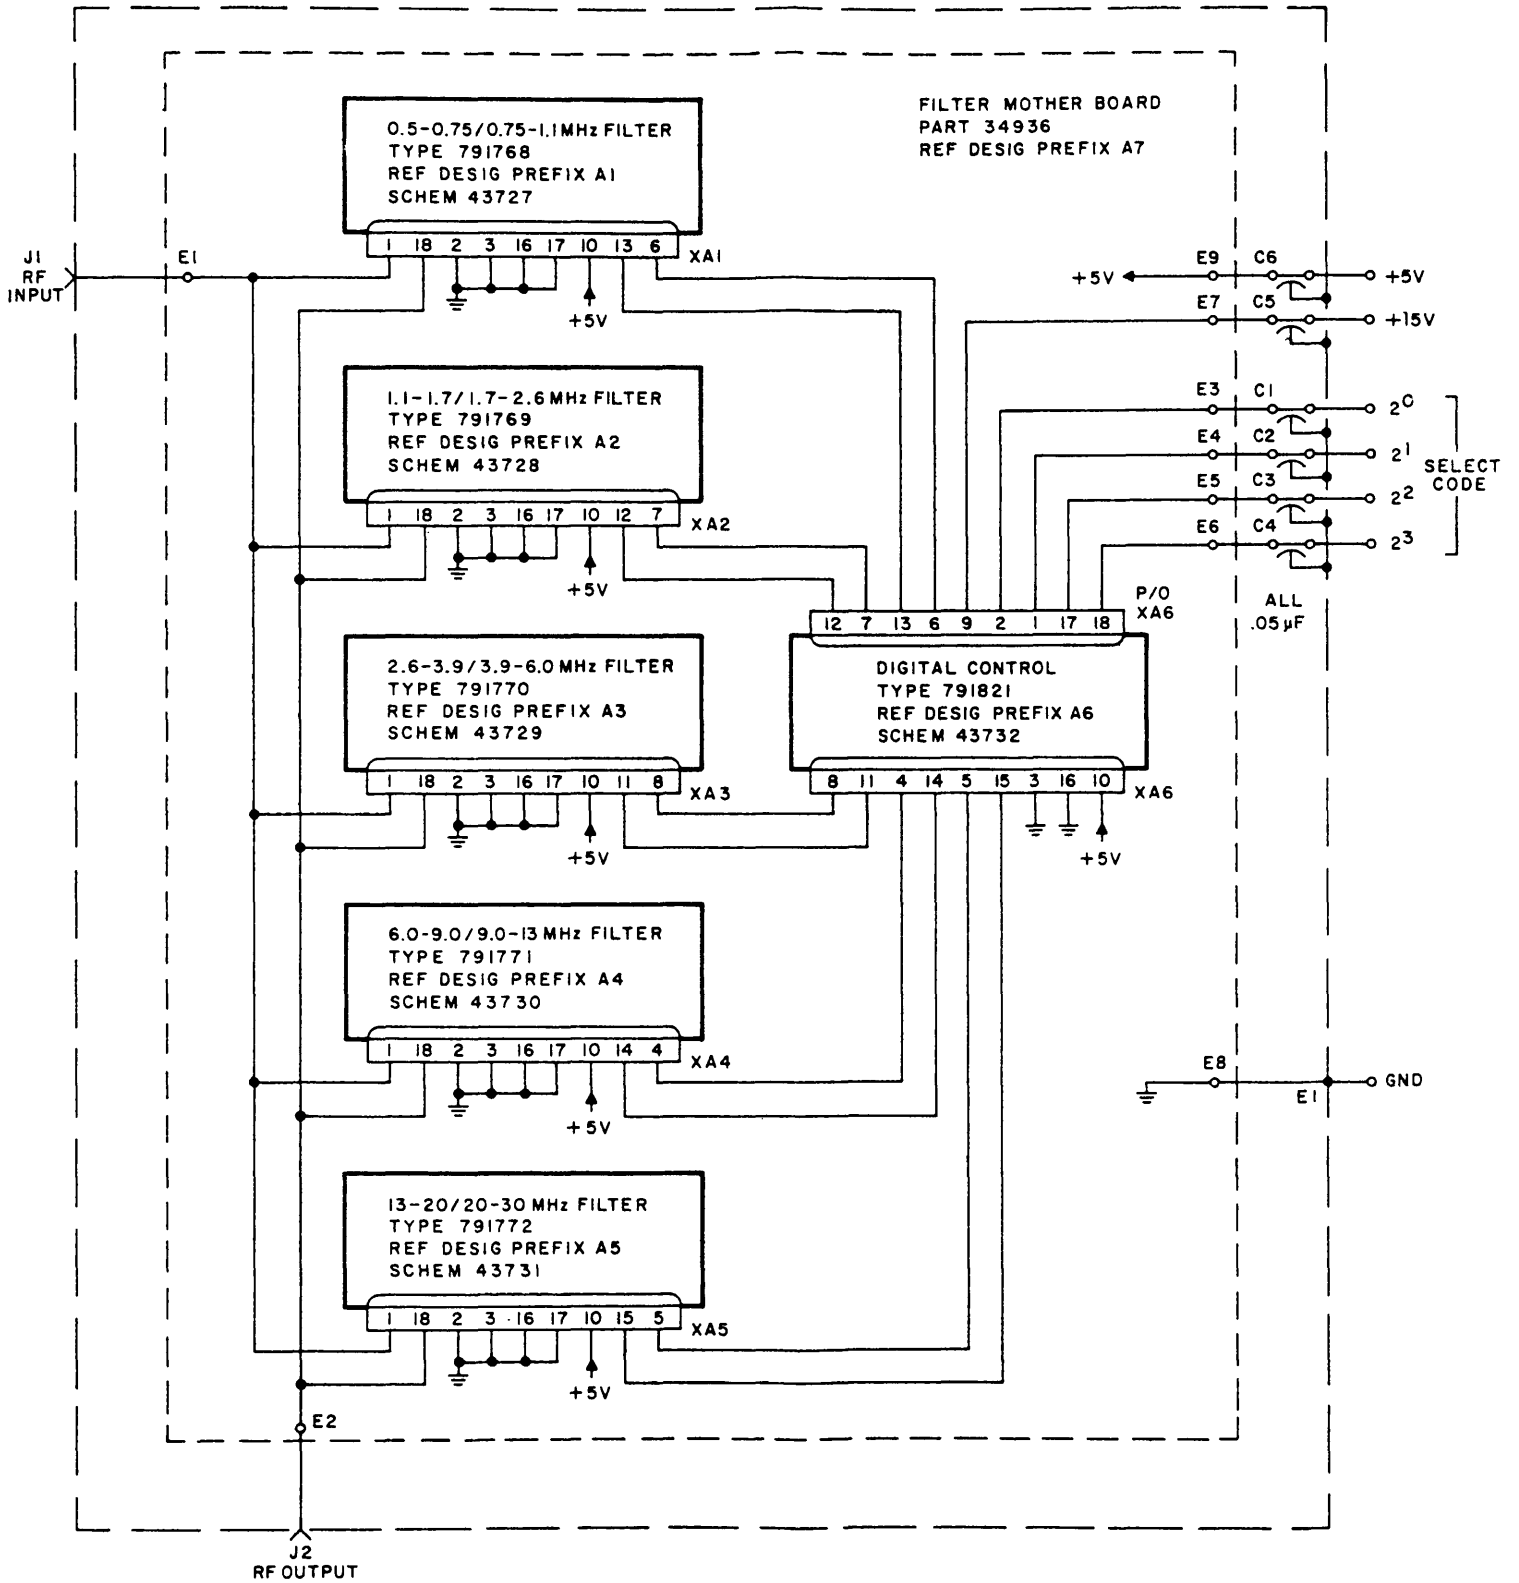 FILTER MOTHER BOARD
PART 34936
REF DESIG PREFIX A7
0.5-0.75/0.75-1.1MHz FILTER
TYPE 791768
REF DESIG PREFIX A1
SCHEM 43727
1 18 2 3 16 17 10 13 6
XA1
+5V
J1
RF
INPUT
E1
+5V
E9 C6
+5V
E7 C5
+15V
E3 C1
2⁰
E4 C2
2¹
E5 C3
2²
E6 C4
2³
SELECT
CODE
ALL
.05µF
1.1-1.7/1.7-2.6MHz FILTER
TYPE 791769
REF DESIG PREFIX A2
SCHEM 43728
1 18 2 3 16 17 10 12 7
XA2
+5V
P/O
XA6
12 7 13 6 9 2 1 17 18
DIGITAL CONTROL
TYPE 791821
REF DESIG PREFIX A6
SCHEM 43732
8 11 4 14 5 15 3 16 10
XA6
+5V
2.6-3.9/3.9-6.0 MHz FILTER
TYPE 791770
REF DESIG PREFIX A3
SCHEM 43729
1 18 2 3 16 17 10 11 8
XA3
+5V
6.0-9.0/9.0-13 MHz FILTER
TYPE 791771
REF DESIG PREFIX A4
SCHEM 43730
1 18 2 3 16 17 10 14 4
XA4
+5V
E8
E1
GND
13-20/20-30 MHz FILTER
TYPE 791772
REF DESIG PREFIX A5
SCHEM 43731
1 18 2 3 16 17 10 15 5
XA5
+5V
E2
J2
RF OUTPUT